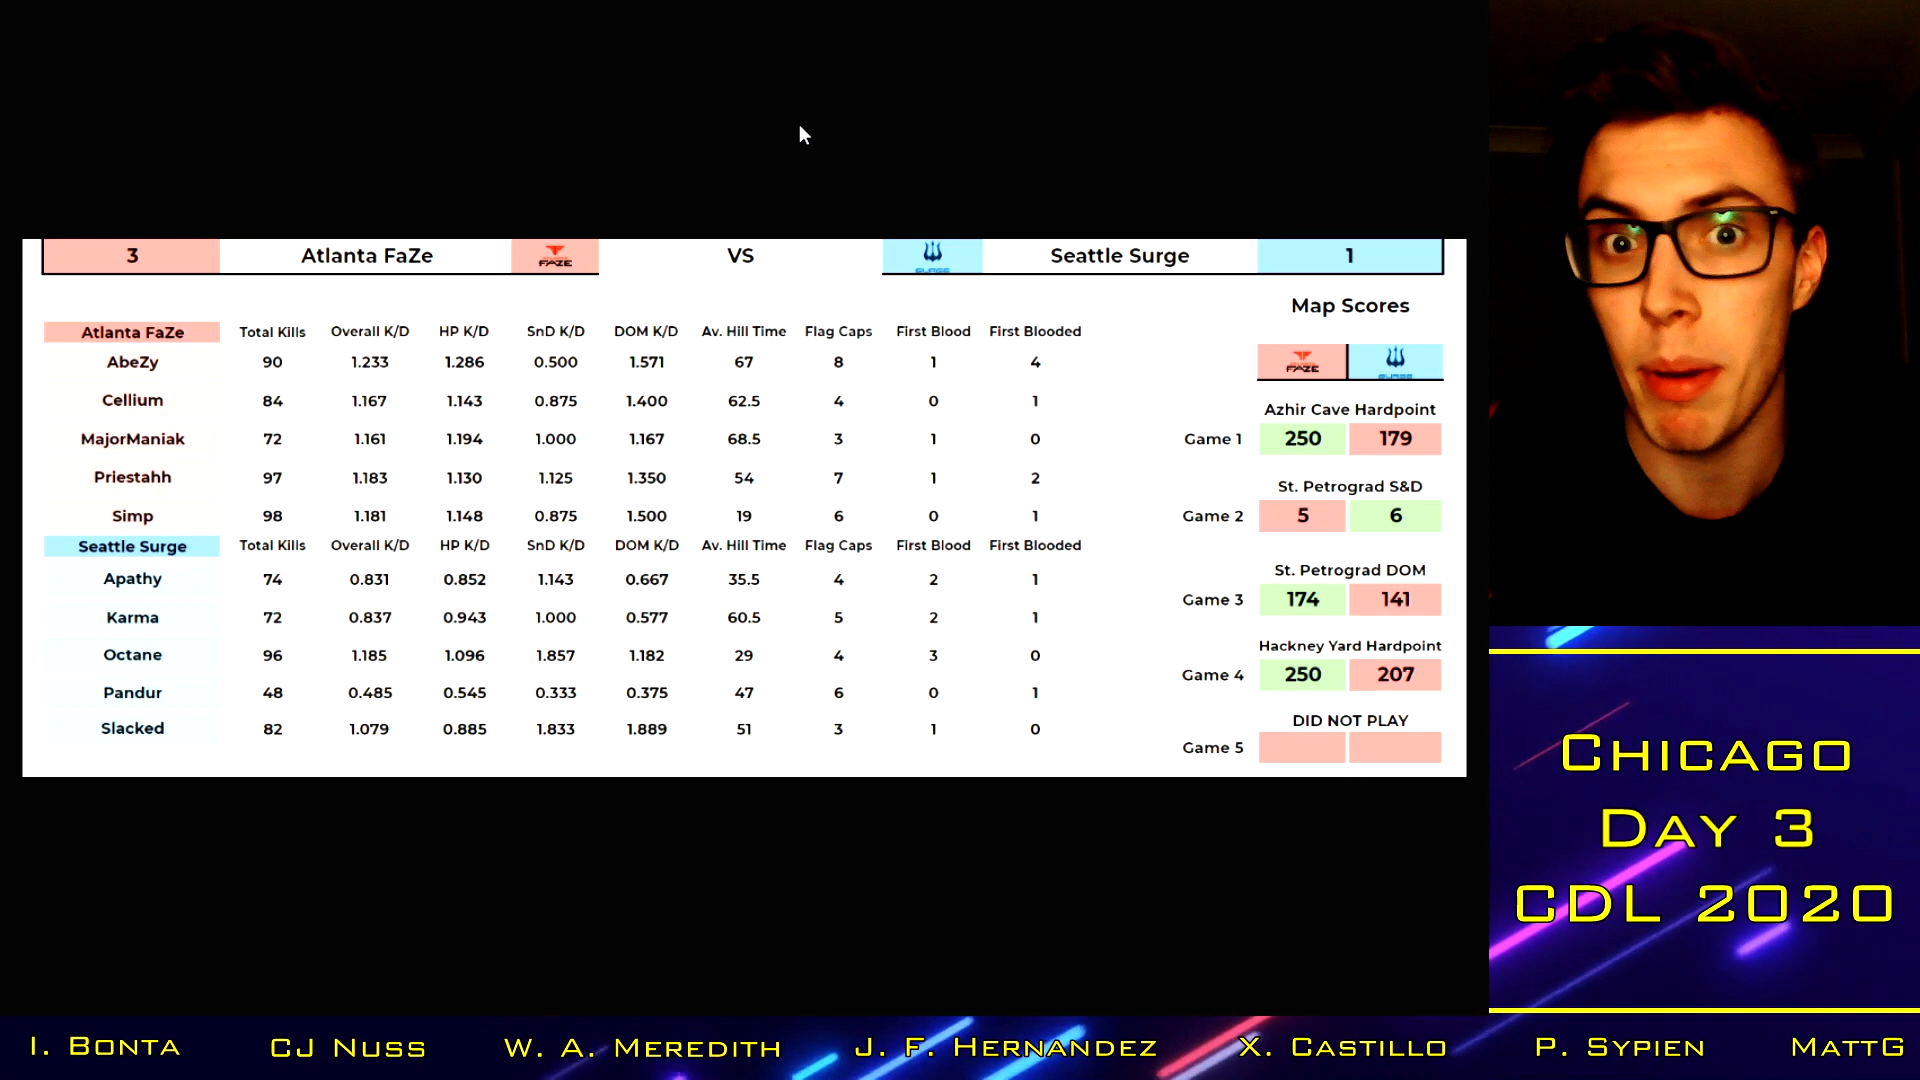 3 Atlanta FaZe FAZE VS SURGE Seattle Surge 1
Map Scores
Atlanta FaZe Total Kills Overall K/D HP K/D SnD K/D DOM K/D Av. Hill Time Flag Caps First Blood First Blooded
AbeZy 90 1.233 1.286 0.500 1.571 67 8 1 4
Cellium 84 1.167 1.143 0.875 1.400 62.5 4 0 1
MajorManiak 72 1.161 1.194 1.000 1.167 68.5 3 1 0
Priestahh 97 1.183 1.130 1.125 1.350 54 7 1 2
Simp 98 1.181 1.148 0.875 1.500 19 6 0 1
Seattle Surge Total Kills Overall K/D HP K/D SnD K/D DOM K/D Av. Hill Time Flag Caps First Blood First Blooded
Apathy 74 0.831 0.852 1.143 0.667 35.5 4 2 1
Karma 72 0.837 0.943 1.000 0.577 60.5 5 2 1
Octane 96 1.185 1.096 1.857 1.182 29 4 3 0
Pandur 48 0.485 0.545 0.333 0.375 47 6 0 1
Slacked 82 1.079 0.885 1.833 1.889 51 3 1 0
FAZE SURGE
Azhir Cave Hardpoint
Game 1 250 179
St. Petrograd S&D
Game 2 5 6
St. Petrograd DOM
Game 3 174 141
Hackney Yard Hardpoint
Game 4 250 207
DID NOT PLAY
Game 5
Chicago
Day 3
CDL 2020
I. Bonta CJ Nuss W. A. Meredith J. F. Hernandez X. Castillo P. Sypien MattG